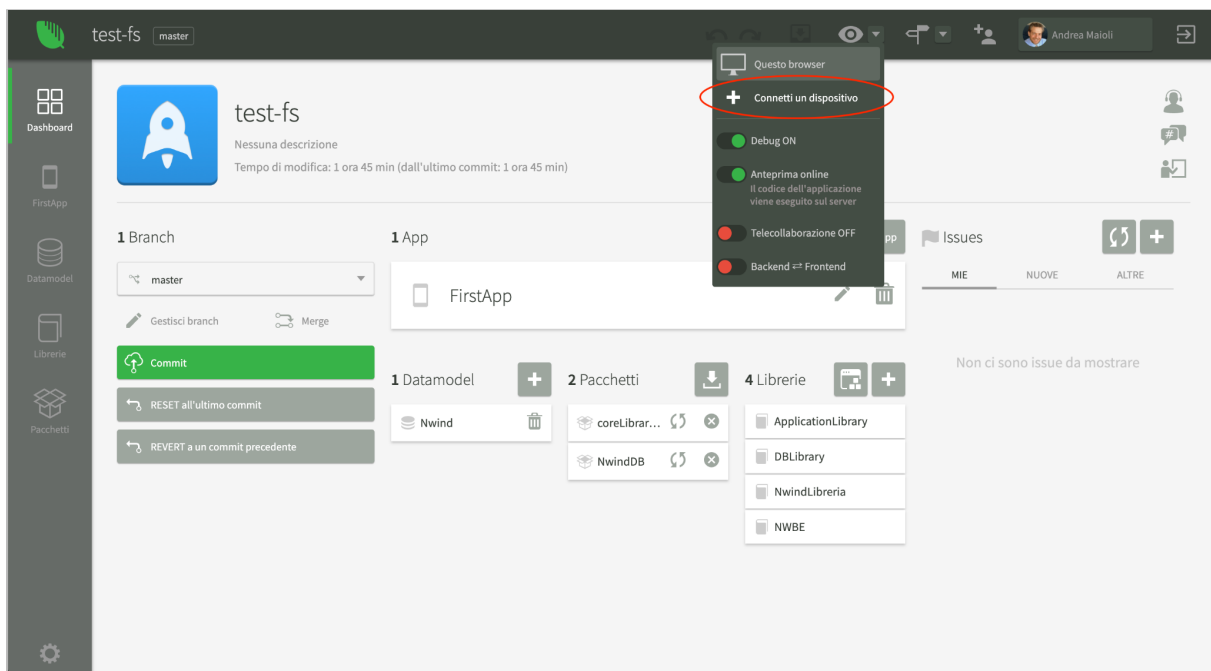 test-fs master
Andrea Maioli
Questo browser
Connetti un dispositivo
Debug ON
Anteprima online
Il codice dell'applicazione
viene eseguito sul server
Telecollaborazione OFF
Backend ⇄ Frontend
Dashboard
FirstApp
Datamodel
Librerie
Pacchetti
test-fs
Nessuna descrizione
Tempo di modifica: 1 ora 45 min (dall'ultimo commit: 1 ora 45 min)
1 Branch
master
Gestisci branch
Merge
Commit
RESET all'ultimo commit
REVERT a un commit precedente
1 App
FirstApp
1 Datamodel
Nwind
2 Pacchetti
coreLibrar...
NwindDB
4 Librerie
ApplicationLibrary
DBLibrary
NwindLibreria
NWBE
Issues
MIE NUOVE ALTRE
Non ci sono issue da mostrare